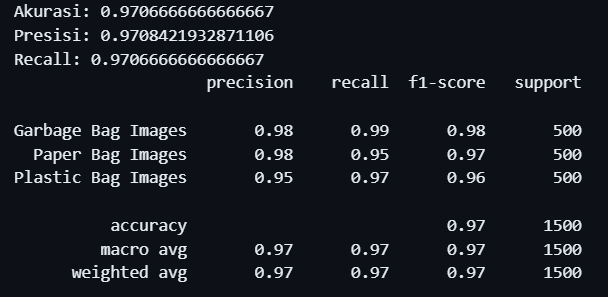 Akurasi: 0.9706666666666667
Presisi: 0.9708421932871106
Recall: 0.9706666666666667
precision recall f1-score support
Garbage Bag Images 0.98 0.99 0.98 500
Paper Bag Images 0.98 0.95 0.97 500
Plastic Bag Images 0.95 0.97 0.96 500
accuracy 0.97 1500
macro avg 0.97 0.97 0.97 1500
weighted avg 0.97 0.97 0.97 1500